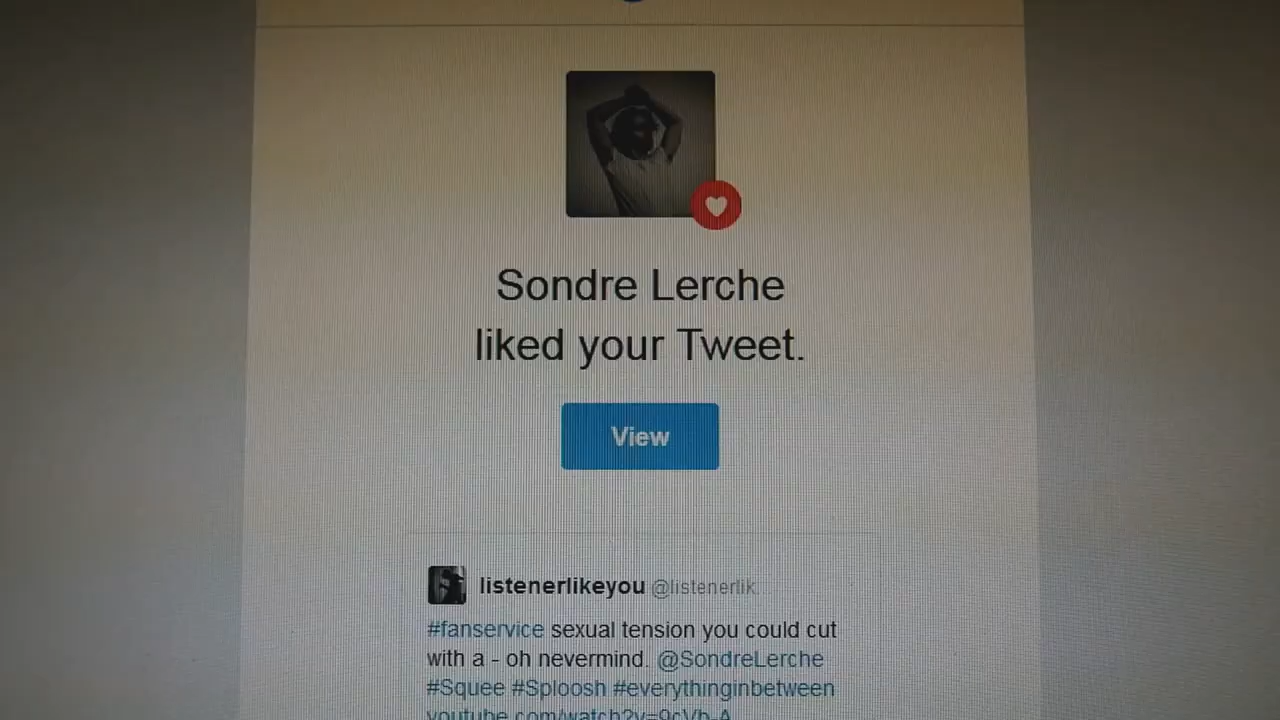 Sondre Lerche
liked your Tweet.
View
listenerlikeyou @listenerlik...
#fanservice sexual tension you could cut
with a - oh nevermind. @SondreLerche
#Squee #Sploosh #everythinginbetween